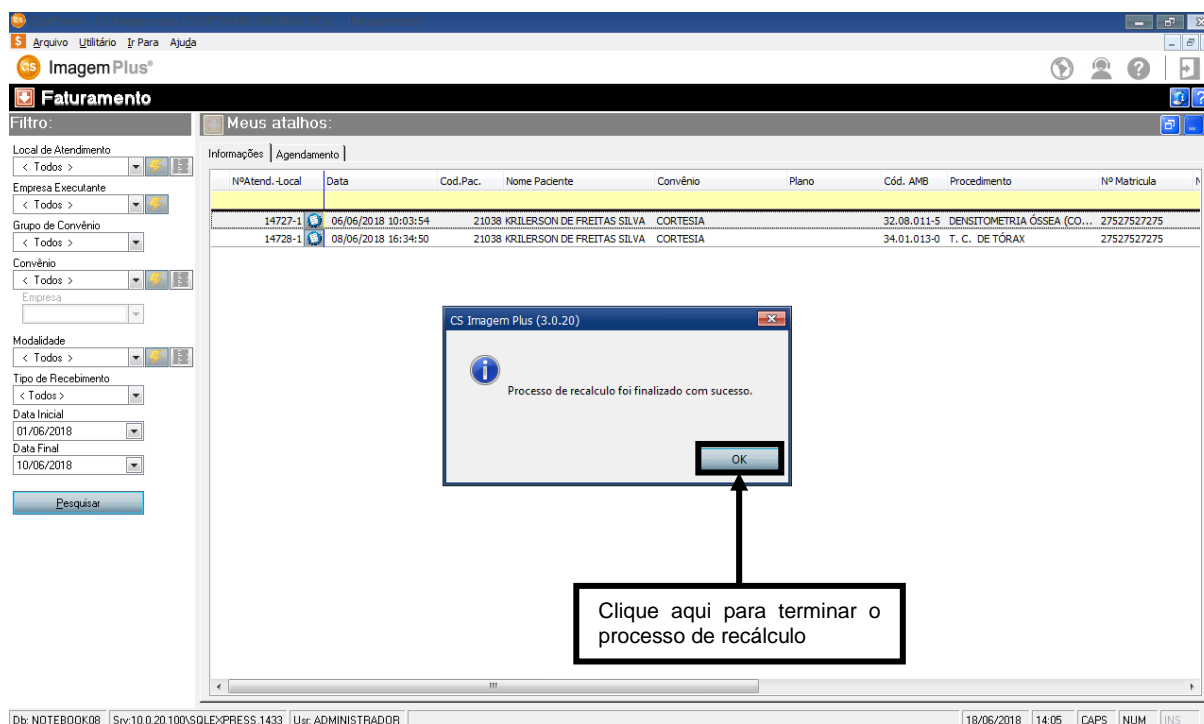 Arquivo Utilitário Ir Para Ajuda
CS ImagemPlus®
Faturamento
Filtro:
Meus atalhos:
Informações Agendamento
Local de Atendimento
< Todos >
Empresa Executante
< Todos >
Grupo de Convênio
< Todos >
Convênio
< Todos >
Empresa
Modalidade
< Todos >
Tipo de Recebimento
< Todos >
Data Inicial
01/06/2018
Data Final
10/06/2018
Pesquisar
NºAtend.-Local Data Cod.Pac. Nome Paciente Convênio Plano Cód. AMB Procedimento Nº Matricula
14727-1 06/06/2018 10:03:54 21038 KRILERSON DE FREITAS SILVA CORTESIA 32.08.011-5 DENSITOMETRIA ÓSSEA (CO... 27527527275
14728-1 08/06/2018 16:34:50 21038 KRILERSON DE FREITAS SILVA CORTESIA 34.01.013-0 T. C. DE TÓRAX 27527527275
CS Imagem Plus (3.0.20)
Processo de recalculo foi finalizado com sucesso.
OK
Clique aqui para terminar o
processo de recálculo
Db: NOTEBOOK08 Srv:10.0.20.100\SQLEXPRESS,1433 Usr: ADMINISTRADOR 18/06/2018 14:05 CAPS NUM INS